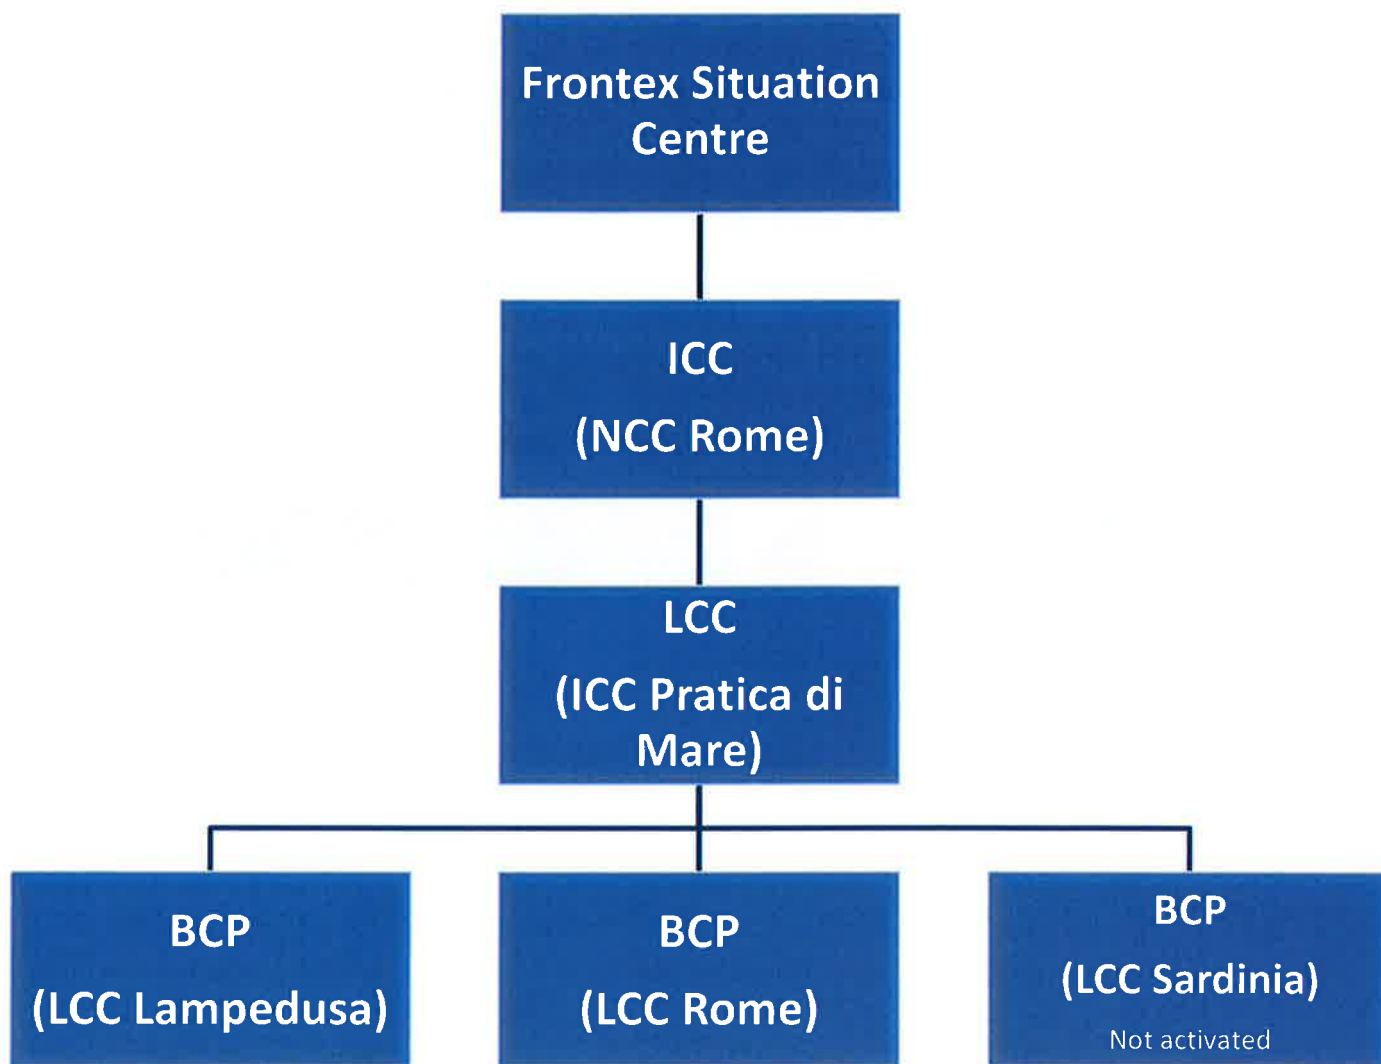 Frontex Situation
Centre
ICC
(NCC Rome)
LCC
(ICC Pratica di
Mare)
BCP
(LCC Lampedusa)
BCP
(LCC Rome)
BCP
(LCC Sardinia)
Not activated